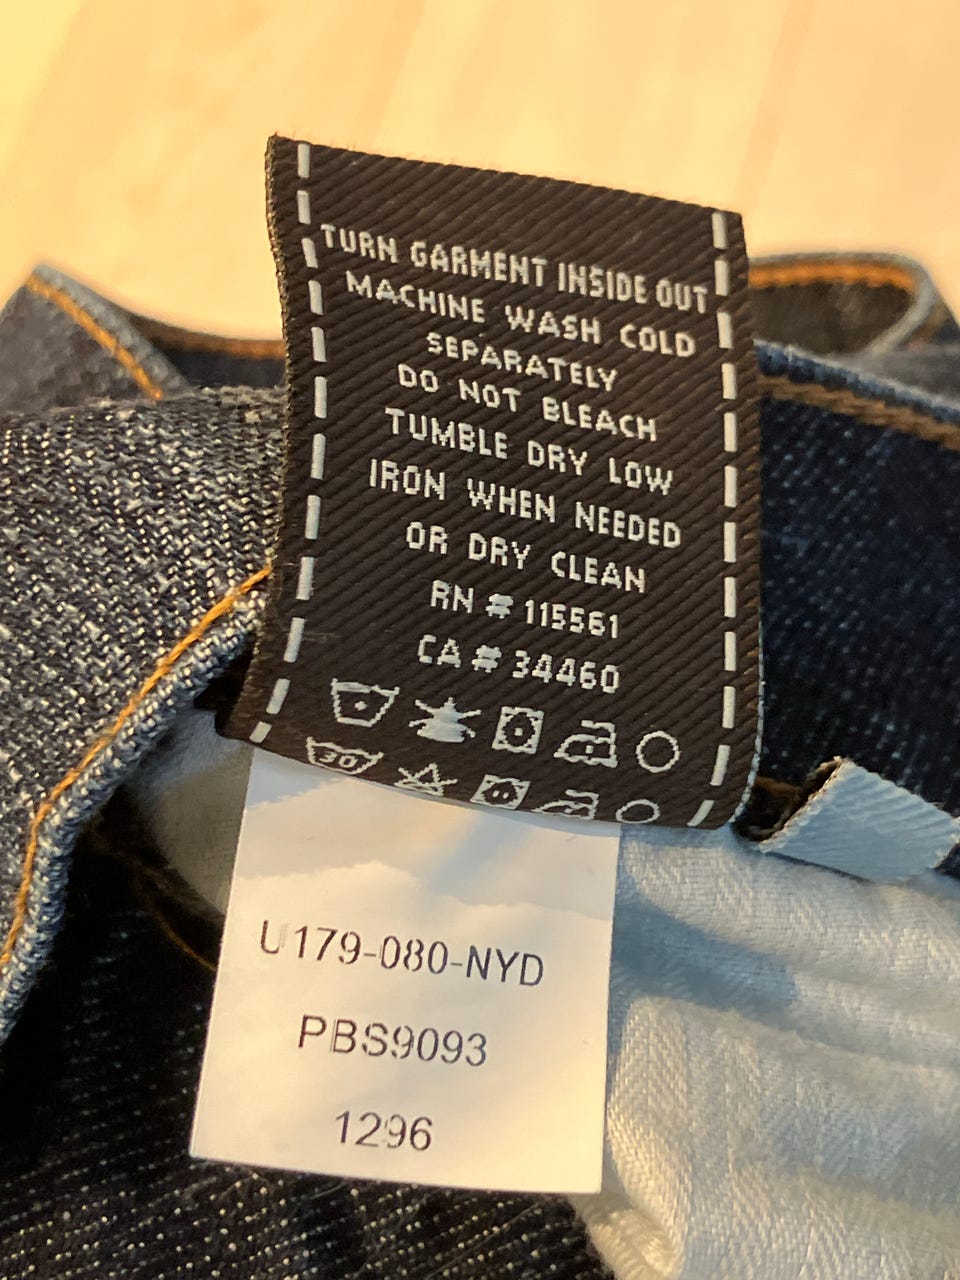 TURN GARMENT INSIDE OUT
MACHINE WASH COLD
SEPARATELY
DO NOT BLEACH
TUMBLE DRY LOW
IRON WHEN NEEDED
OR DRY CLEAN
RN # 115561
CA # 34460
30
U179-080-NYD
PBS9093
1296